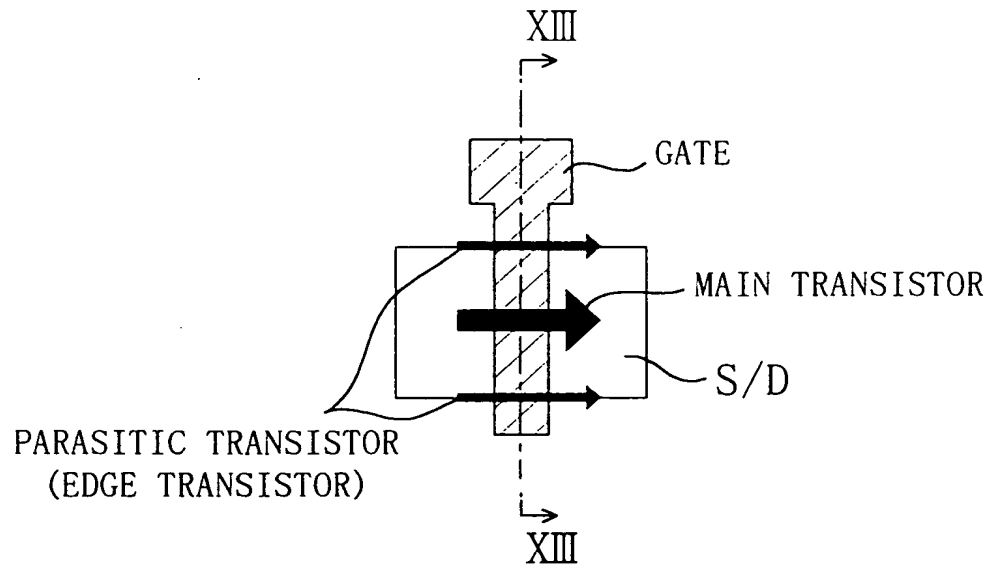 XIII
GATE
MAIN TRANSISTOR
S/D
PARASITIC TRANSISTOR
(EDGE TRANSISTOR)
XIII